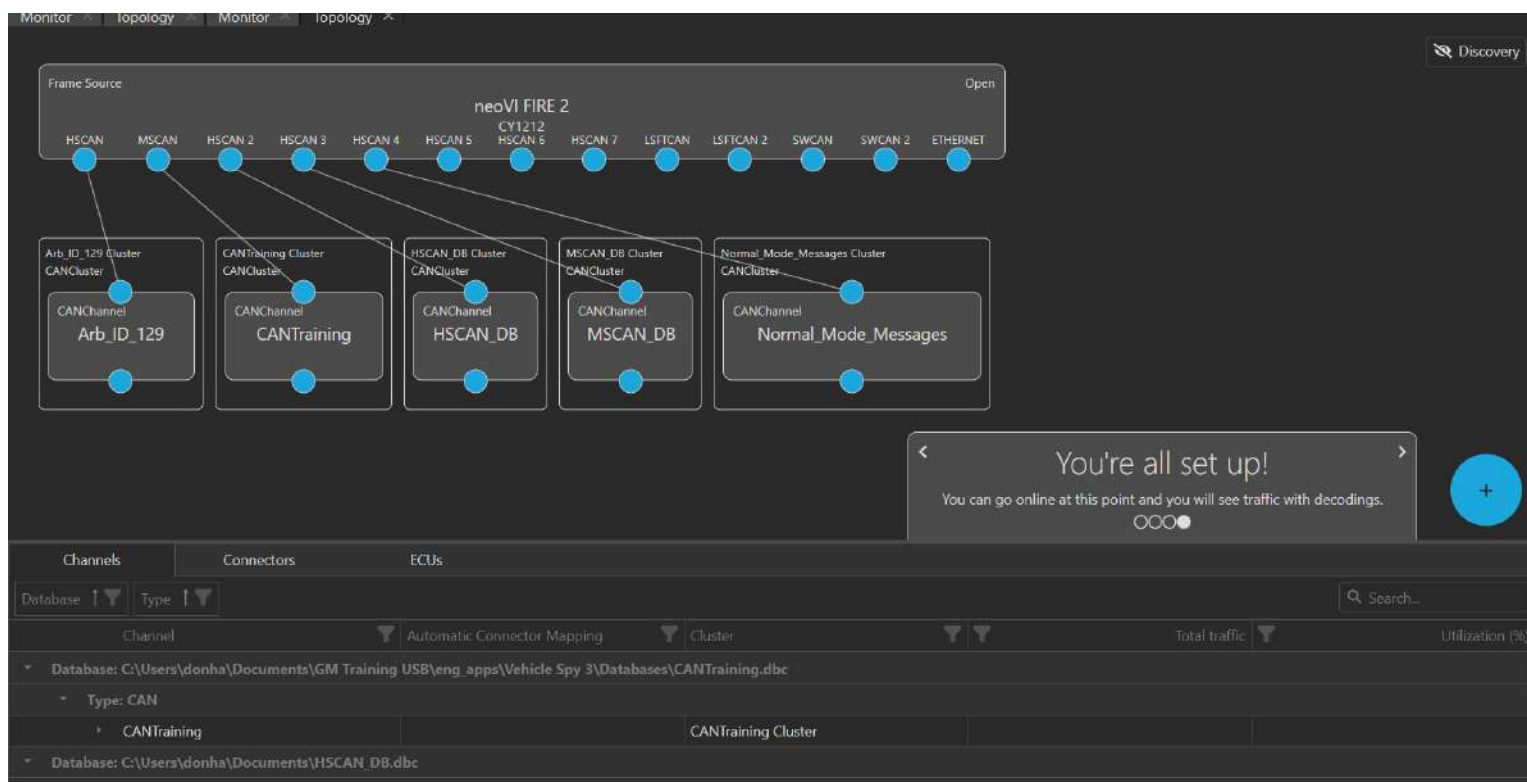 Monitor Topology Monitor Topology
Discovery
Frame Source Open
neoVI FIRE 2
CY1212
HSCAN MSCAN HSCAN 2 HSCAN 3 HSCAN 4 HSCAN 5 HSCAN 6 HSCAN 7 LSFTCAN LSFTCAN 2 SWCAN SWCAN 2 ETHERNET
Arb_ID_129 Cluster
CANCluster
CANChannel
Arb_ID_129
CANTraining Cluster
CANCluster
CANChannel
CANTraining
HSCAN_DB Cluster
CANCluster
CANChannel
HSCAN_DB
MSCAN_DB Cluster
CANCluster
CANChannel
MSCAN_DB
Normal_Mode_Messages Cluster
CANCluster
CANChannel
Normal_Mode_Messages
You're all set up!
You can go online at this point and you will see traffic with decodings.
Channels Connectors ECUs
Database Type Search...
Channel Automatic Connector Mapping Cluster Total traffic Utilization (%)
Database: C:\Users\donha\Documents\GM Training USB\eng_apps\Vehicle Spy 3\Databases\CANTraining.dbc
Type: CAN
CANTraining CANTraining Cluster
Database: C:\Users\donha\Documents\HSCAN_DB.dbc